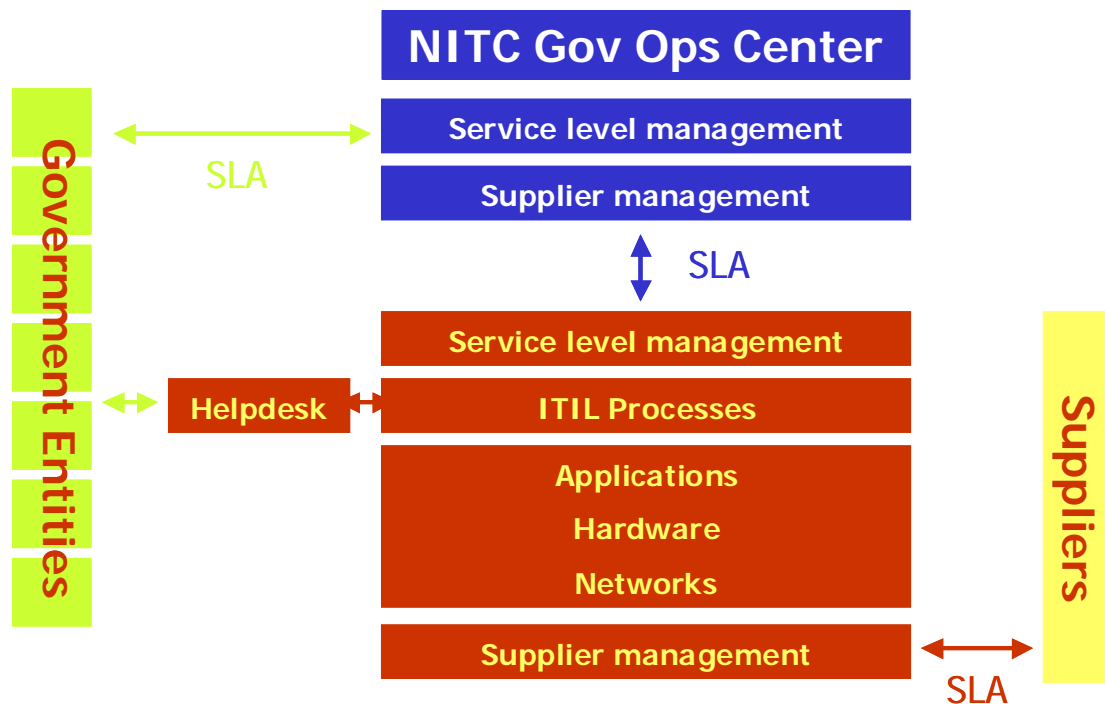 NITC Gov Ops Center
Service level management
Supplier management
SLA
SLA
Government Entities
Service level management
Helpdesk
ITIL Processes
Applications
Hardware
Networks
Supplier management
SLA
Suppliers